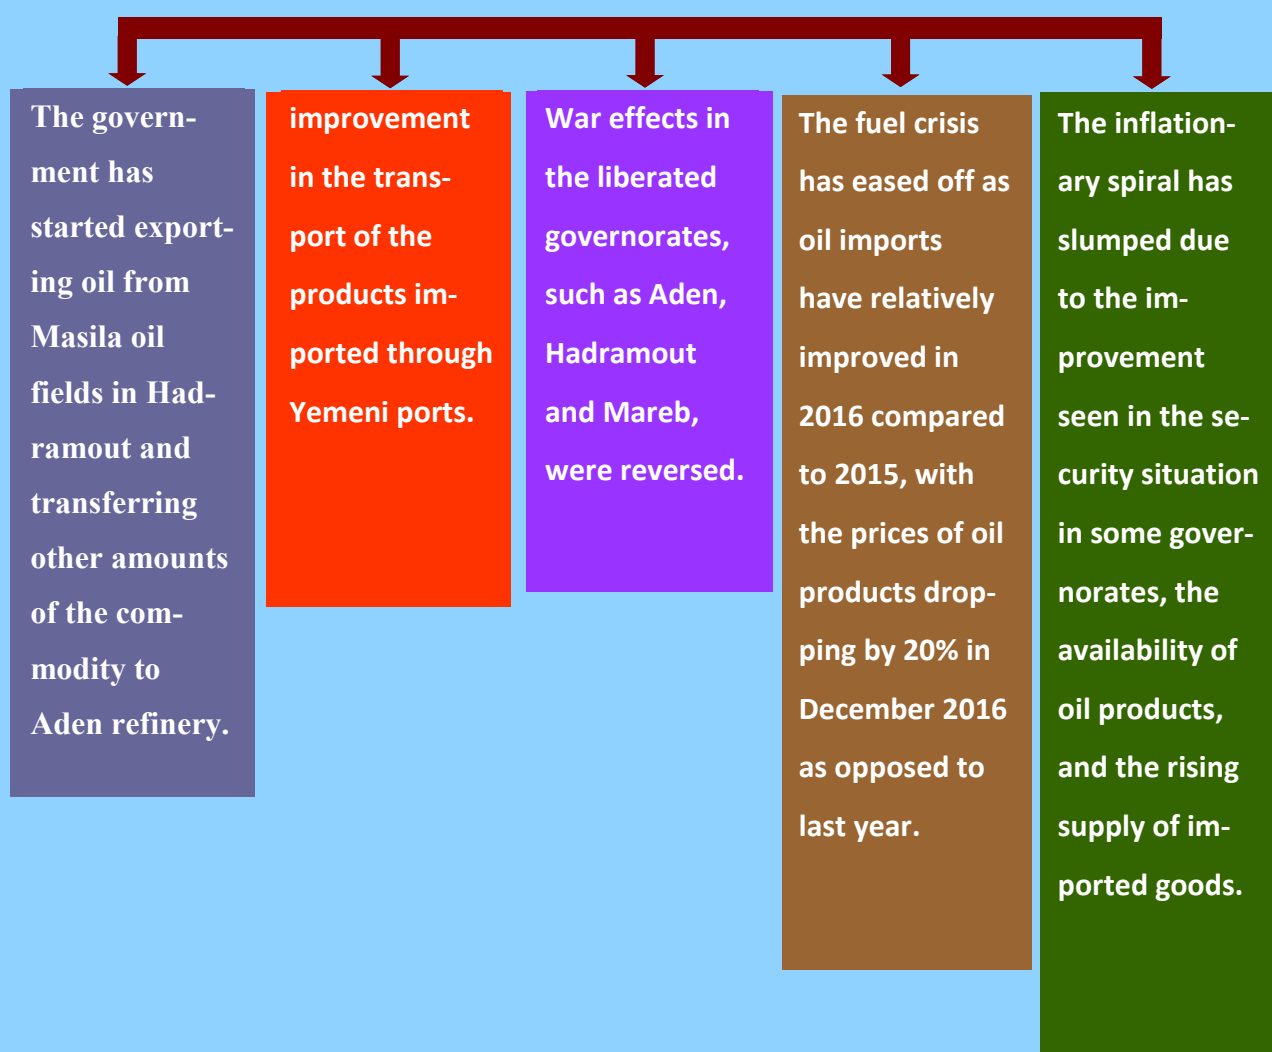 The govern-
ment has
started export-
ing oil from
Masila oil
fields in Had-
ramout and
transferring
other amounts
of the com-
modity to
Aden refinery.
improvement
in the trans-
port of the
products im-
ported through
Yemeni ports.
War effects in
the liberated
governorates,
such as Aden,
Hadramout
and Mareb,
were reversed.
The fuel crisis
has eased off as
oil imports
have relatively
improved in
2016 compared
to 2015, with
the prices of oil
products drop-
ping by 20% in
December 2016
as opposed to
last year.
The inflation-
ary spiral has
slumped due
to the im-
provement
seen in the se-
curity situation
in some gover-
norates, the
availability of
oil products,
and the rising
supply of im-
ported goods.